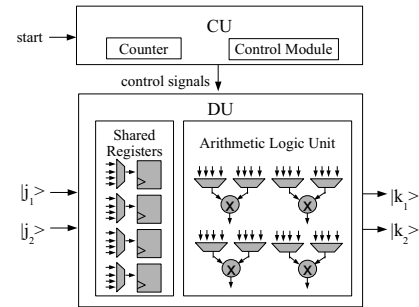 CU
start
Counter
Control Module
control signals
DU
Shared
Registers
Arithmetic Logic Unit
|j₁>
|j₂>
|k₁>
|k₂>
X
X
X
X